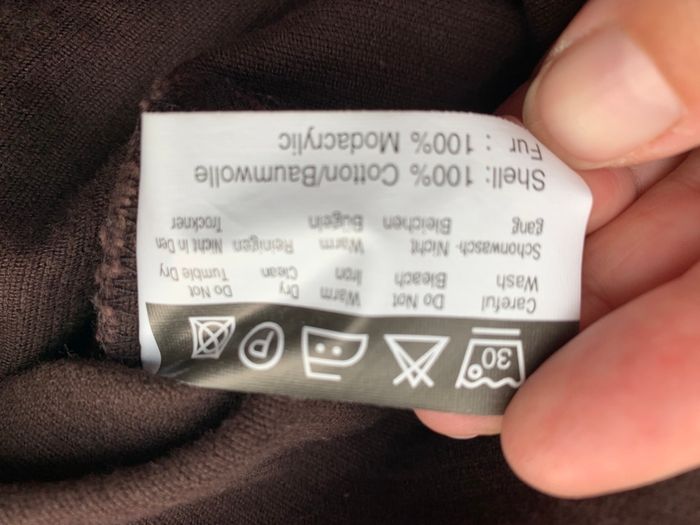 30° P
Careful Do Not Warm Dry Do Not
Wash Bleach Iron Clean Tumble Dry
Schonwasch- Nicht Warm Reinigen Nicht In Den
gang Bleichen Bügeln Trockner
Shell: 100% Cotton/Baumwolle
Fur : 100% Modacrylic